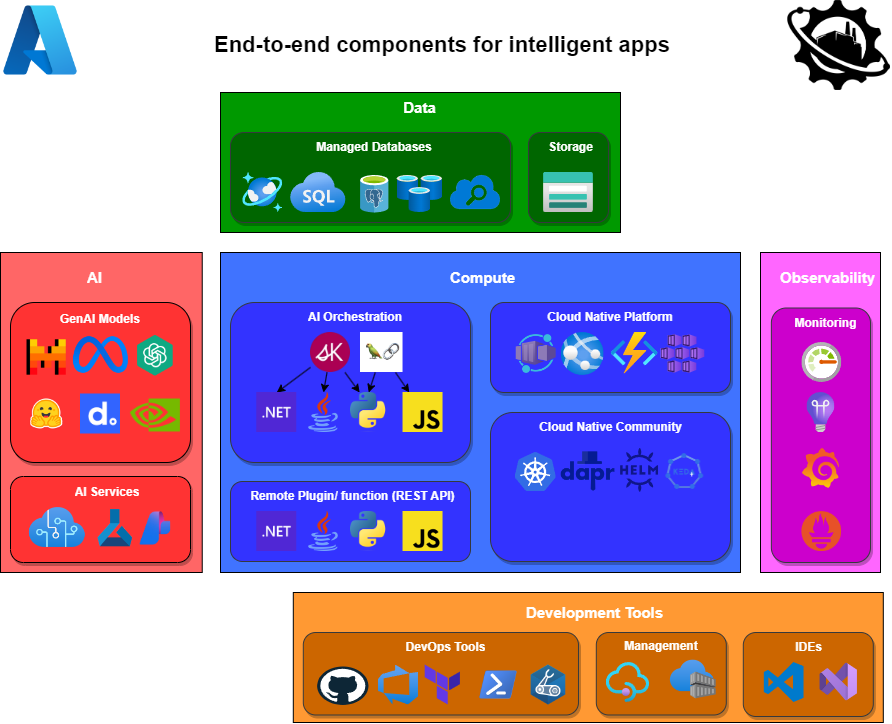 End-to-end components for intelligent apps
Data
Managed Databases
Storage
SQL
AI
Compute
Observability
GenAI Models
AI Orchestration
Cloud Native Platform
Monitoring
SK
.NET
JS
d.
Cloud Native Community
dapr
HELM
KEDA
AI Services
Remote Plugin/ function (REST API)
.NET
JS
Development Tools
DevOps Tools
Management
IDEs